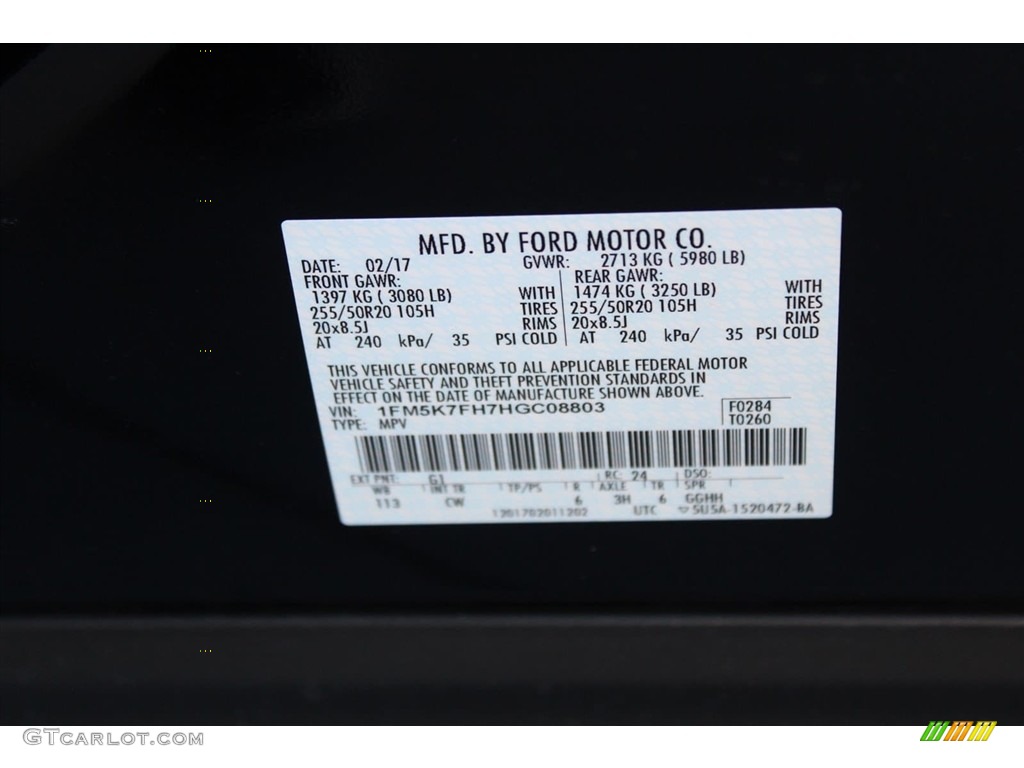 MFD. BY FORD MOTOR CO.
DATE: 02/17 GVWR: 2713 KG ( 5980 LB)
FRONT GAWR: REAR GAWR:
1397 KG ( 3080 LB) WITH 1474 KG ( 3250 LB) WITH
255/50R20 105H TIRES 255/50R20 105H TIRES
20x8.5J RIMS 20x8.5J RIMS
AT 240 kPa/ 35 PSI COLD AT 240 kPa/ 35 PSI COLD
THIS VEHICLE CONFORMS TO ALL APPLICABLE FEDERAL MOTOR
VEHICLE SAFETY AND THEFT PREVENTION STANDARDS IN
EFFECT ON THE DATE OF MANUFACTURE SHOWN ABOVE.
VIN: 1FM5K7FH7HGC08803 F0284
TYPE: MPV T0260
EXT PNT: G1 RC: 24 DSO:
WB INT TR TP/PS R AXLE TR SPR
113 CW 6 3H 6 GGHH
1201702011202 UTC 5U5A-1520472-BA
GTCarlot.com